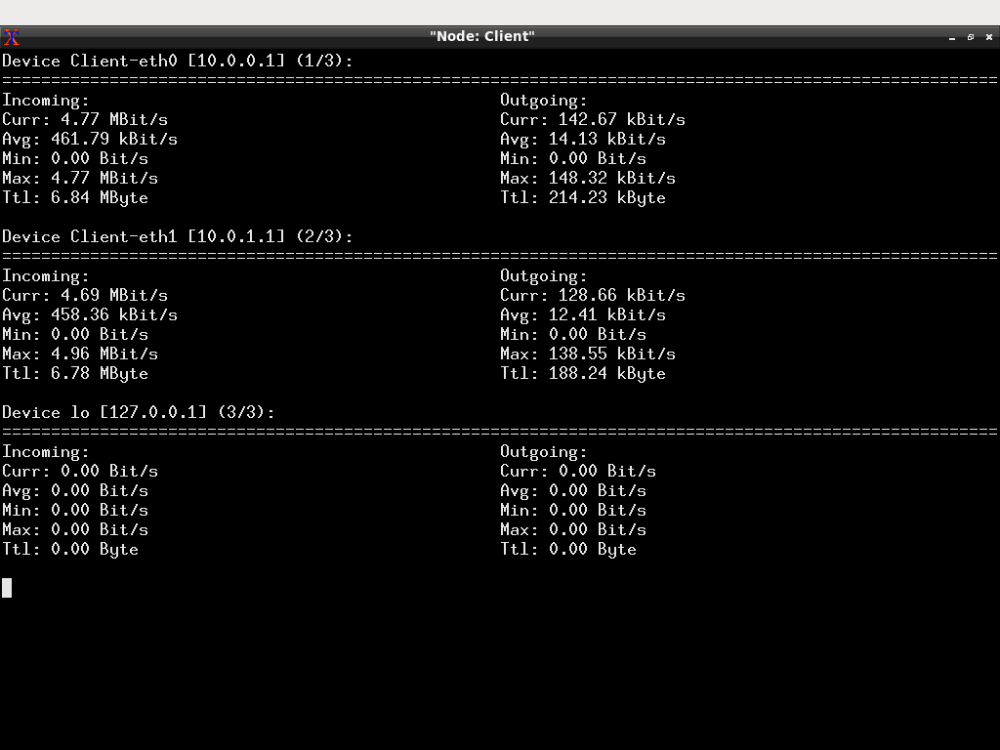 "Node: Client"
Device Client-eth0 [10.0.0.1] (1/3):
======================================================================================================
Incoming: Outgoing:
Curr: 4.77 MBit/s Curr: 142.67 kBit/s
Avg: 461.79 kBit/s Avg: 14.13 kBit/s
Min: 0.00 Bit/s Min: 0.00 Bit/s
Max: 4.77 MBit/s Max: 148.32 kBit/s
Ttl: 6.84 MByte Ttl: 214.23 kByte
Device Client-eth1 [10.0.1.1] (2/3):
======================================================================================================
Incoming: Outgoing:
Curr: 4.69 MBit/s Curr: 128.66 kBit/s
Avg: 458.36 kBit/s Avg: 12.41 kBit/s
Min: 0.00 Bit/s Min: 0.00 Bit/s
Max: 4.96 MBit/s Max: 138.55 kBit/s
Ttl: 6.78 MByte Ttl: 188.24 kByte
Device lo [127.0.0.1] (3/3):
======================================================================================================
Incoming: Outgoing:
Curr: 0.00 Bit/s Curr: 0.00 Bit/s
Avg: 0.00 Bit/s Avg: 0.00 Bit/s
Min: 0.00 Bit/s Min: 0.00 Bit/s
Max: 0.00 Bit/s Max: 0.00 Bit/s
Ttl: 0.00 Byte Ttl: 0.00 Byte